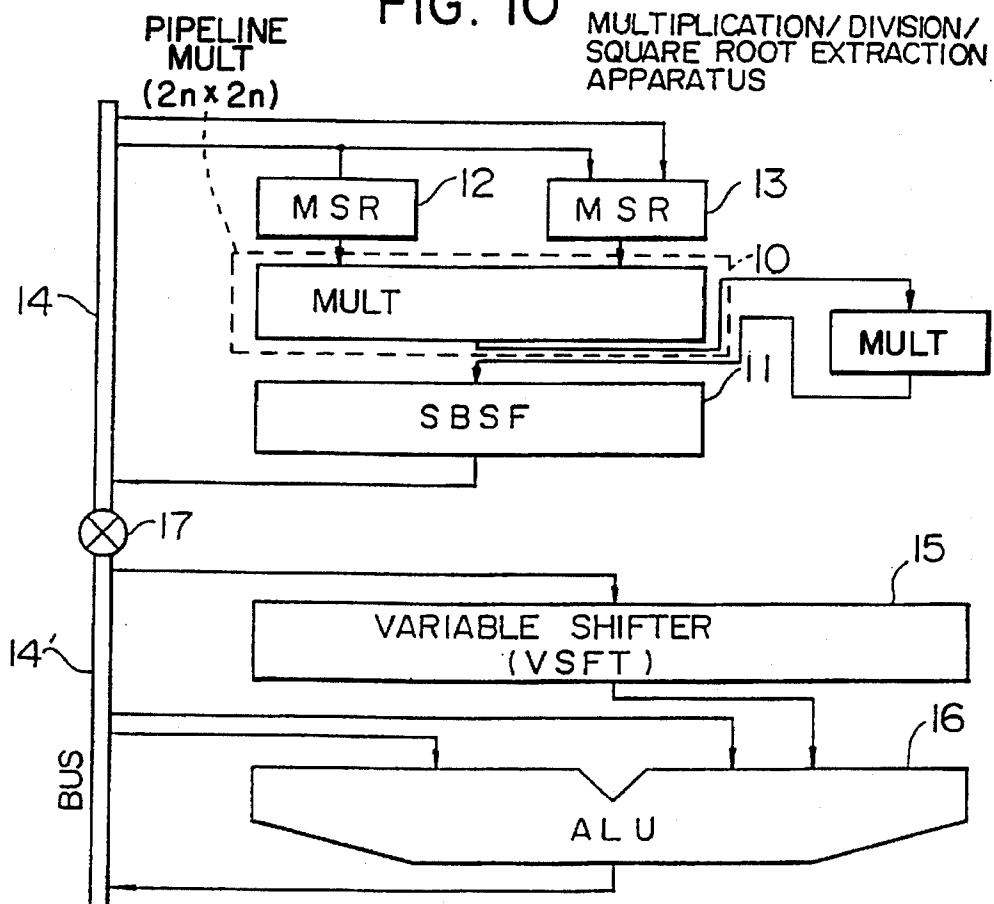 FIG. 10
MULTIPLICATION/DIVISION/
SQUARE ROOT EXTRACTION
APPARATUS
PIPELINE
MULT
(2n x 2n)
12
13
MSR
MSR
10
14
MULT
MULT
11
SBSF
17
15
VARIABLE SHIFTER
(VSFT)
14'
16
BUS
ALU